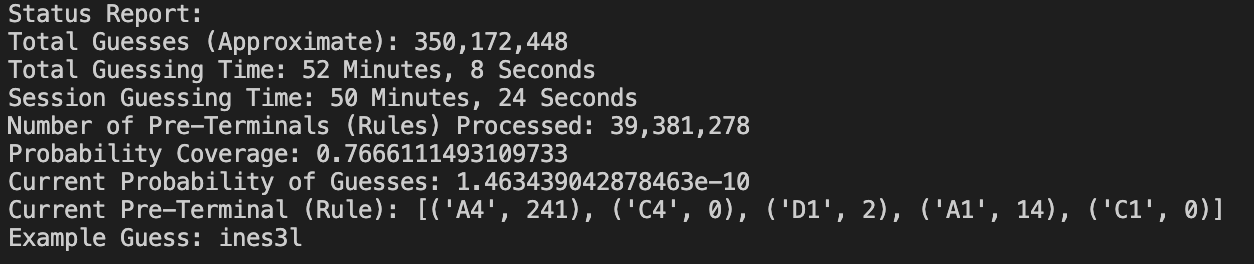 Status Report:
Total Guesses (Approximate): 350,172,448
Total Guessing Time: 52 Minutes, 8 Seconds
Session Guessing Time: 50 Minutes, 24 Seconds
Number of Pre-Terminals (Rules) Processed: 39,381,278
Probability Coverage: 0.7666111493109733
Current Probability of Guesses: 1.463439042878463e-10
Current Pre-Terminal (Rule): [('A4', 241), ('C4', 0), ('D1', 2), ('A1', 14), ('C1', 0)]
Example Guess: ines3l